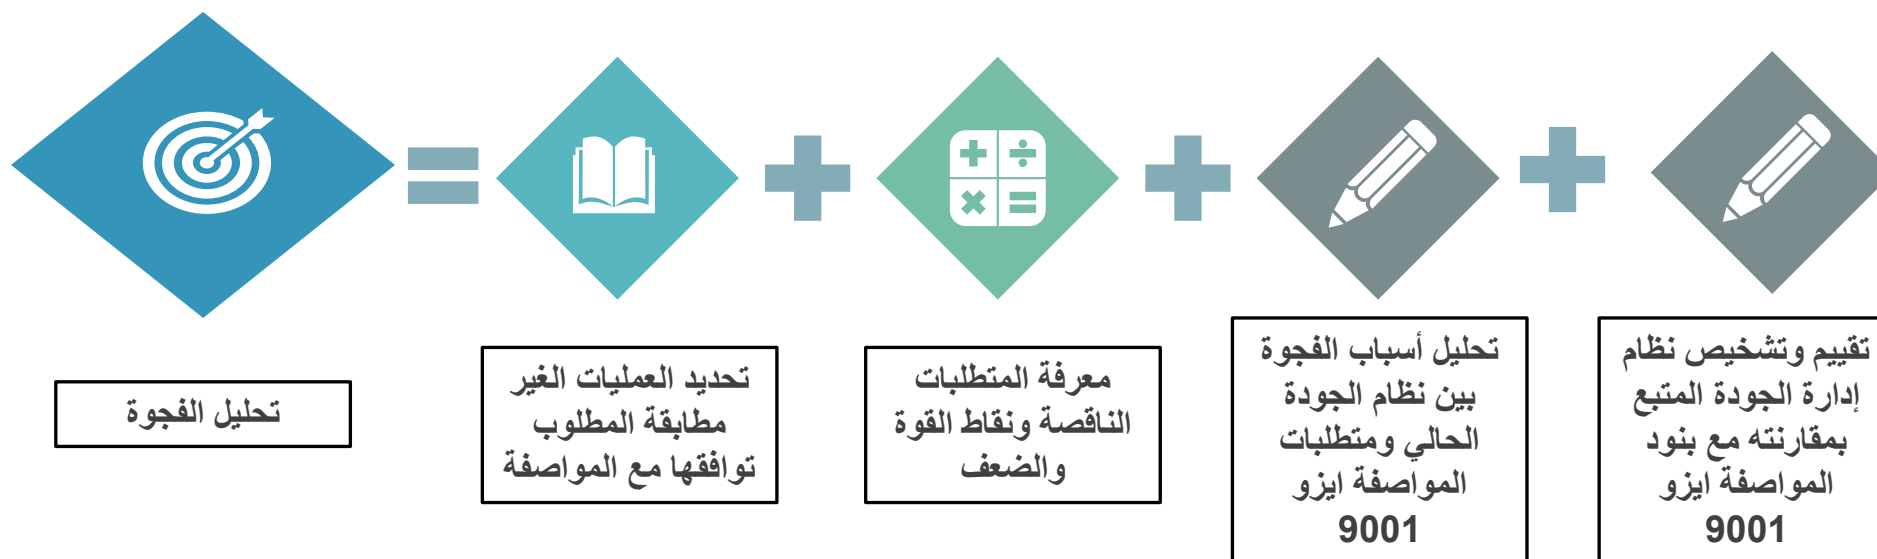 تقييم وتشخيص نظام
إدارة الجودة المتبع
بمقارنته مع بنود
المواصفة ايزو
9001
تحليل أسباب الفجوة
بين نظام الجودة
الحالي ومتطلبات
المواصفة ايزو
9001
معرفة المتطلبات
الناقصة ونقاط القوة
والضعف
تحديد العمليات الغير
مطابقة المطلوب
توافقها مع المواصفة
تحليل الفجوة